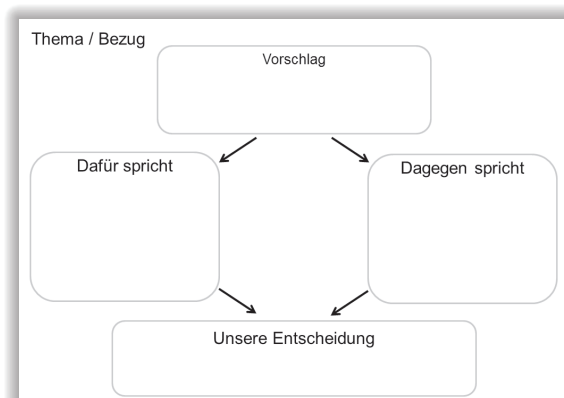 Thema / Bezug
Vorschlag
Dafür spricht
Dagegen spricht
Unsere Entscheidung